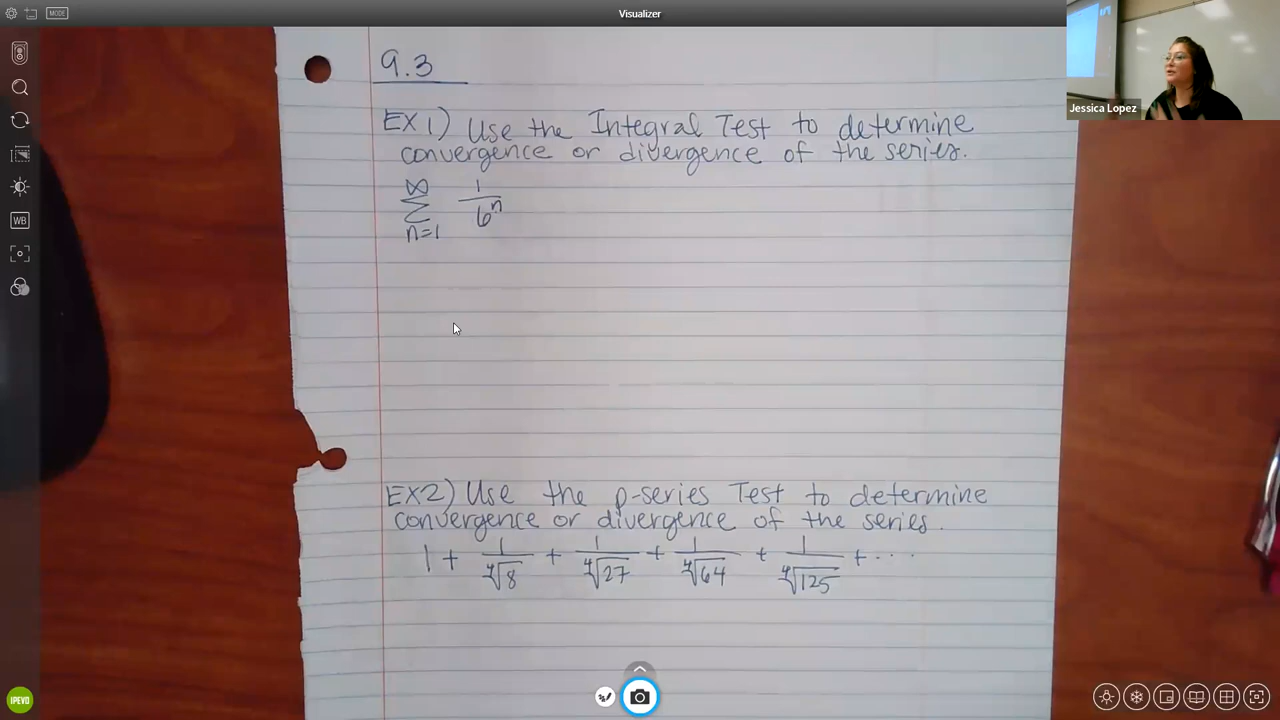 MODE
Visualizer
Jessica Lopez
9.3
EX1) Use the Integral Test to determine
convergence or divergence of the series.
∞
∑ 1/6^n
n=1
EX2) Use the p-series Test to determine
convergence or divergence of the series.
1 + 1/∜8 + 1/∜27 + 1/∜64 + 1/∜125 + ...
WB
IPEVO